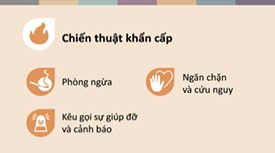 Chiến thuật khẩn cấp
Phòng ngừa
Ngăn chặn
và cứu nguy
Kêu gọi sự giúp đỡ
và cảnh báo